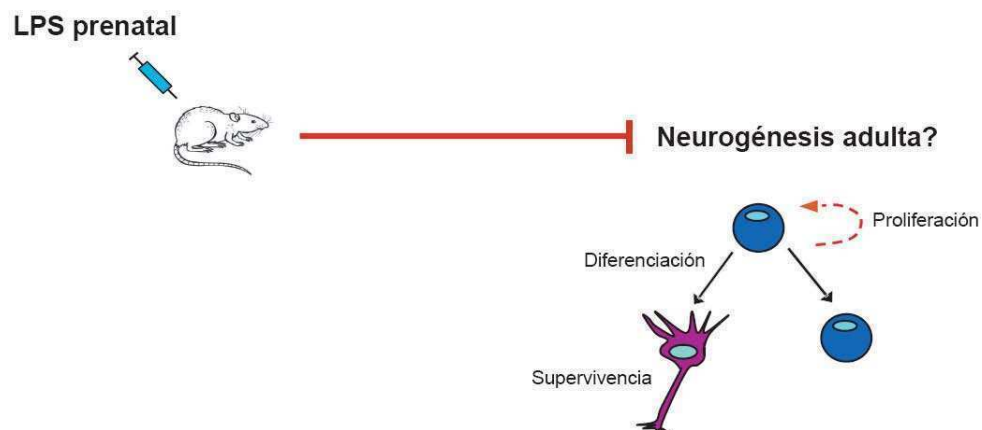 LPS prenatal
Neurogénesis adulta?
Proliferación
Diferenciación
Supervivencia